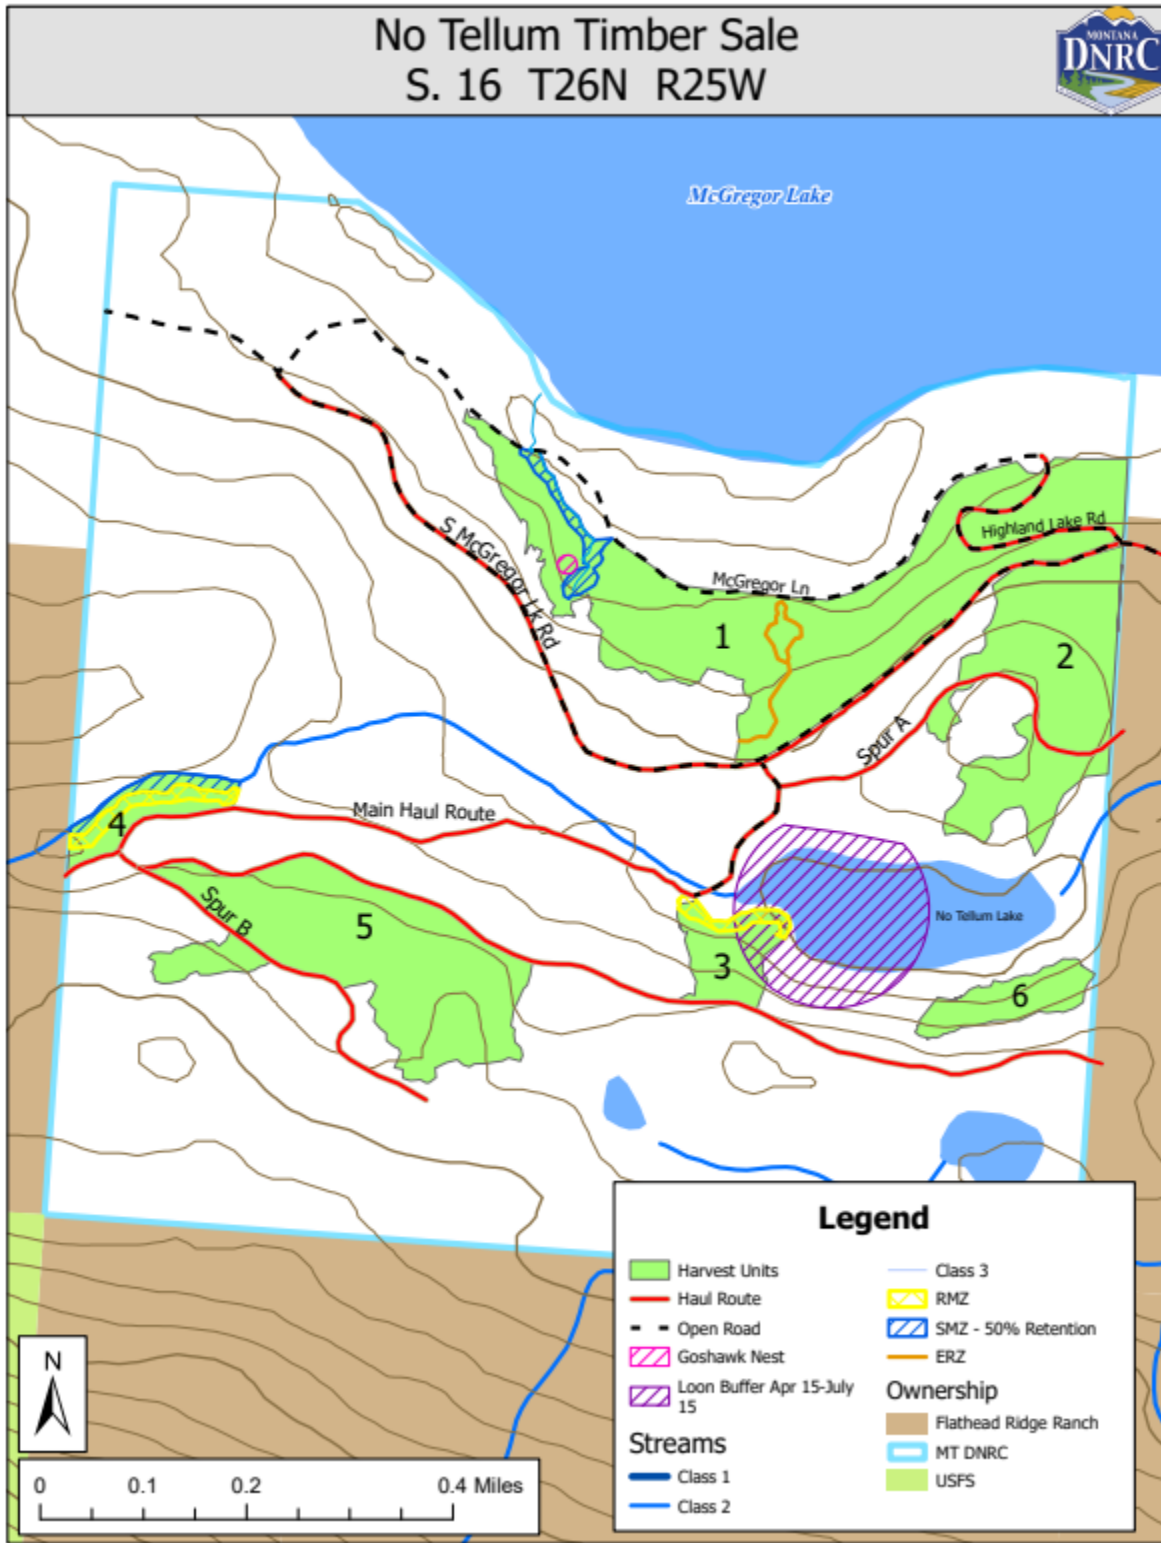 No Tellum Timber Sale
S. 16 T26N R25W
MONTANA
DNRC
McGregor Lake
S McGregor Lk Rd
Highland Lake Rd
McGregor Ln
1
2
Spur A
Main Haul Route
4
Spur B
5
3
No Tellum Lake
6
Legend
Harvest Units
Haul Route
Open Road
Goshawk Nest
Loon Buffer Apr 15-July
15
Streams
Class 1
Class 2
Class 3
RMZ
SMZ - 50% Retention
ERZ
Ownership
Flathead Ridge Ranch
MT DNRC
USFS
N
0 0.1 0.2 0.4 Miles